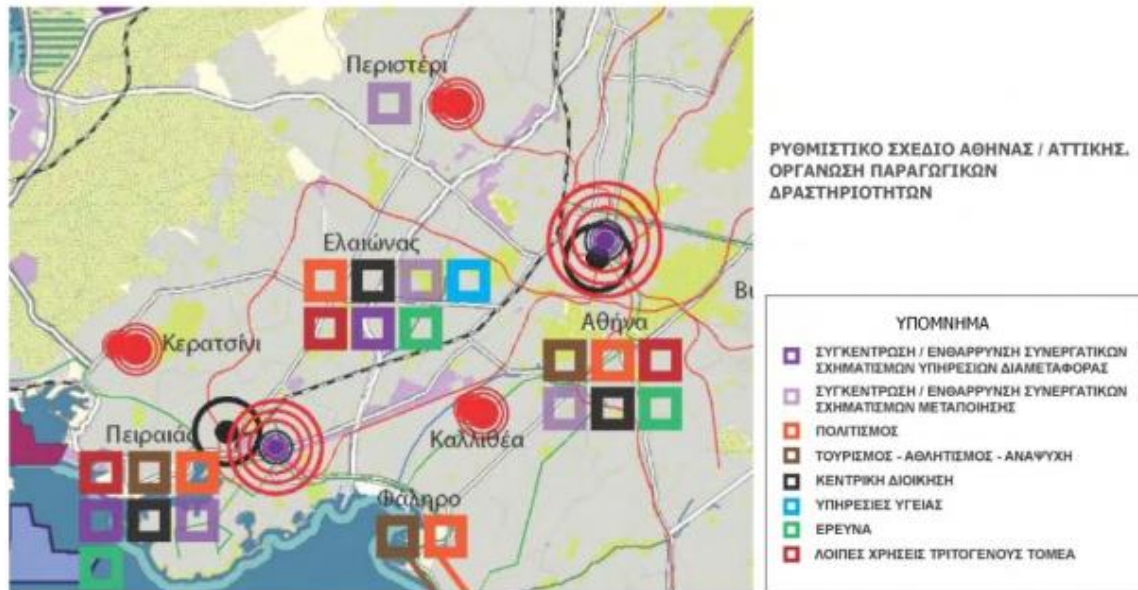 Περιστέρι
Ελαιώνας
Κερατσίνι
Αθήνα
Πειραιάς
Καλλιθέα
Φάληρο
ΡΥΘΜΙΣΤΙΚΟ ΣΧΕΔΙΟ ΑΘΗΝΑΣ / ΑΤΤΙΚΗΣ.
ΟΡΓΑΝΩΣΗ ΠΑΡΑΓΩΓΙΚΩΝ
ΔΡΑΣΤΗΡΙΟΤΗΤΩΝ
ΥΠΟΜΝΗΜΑ
ΣΥΓΚΕΝΤΡΩΣΗ / ΕΝΘΑΡΡΥΝΣΗ ΣΥΝΕΡΓΑΤΙΚΩΝ
ΣΧΗΜΑΤΙΣΜΩΝ ΥΠΗΡΕΣΙΩΝ ΔΙΑΜΕΤΑΦΟΡΑΣ
ΣΥΓΚΕΝΤΡΩΣΗ / ΕΝΘΑΡΡΥΝΣΗ ΣΥΝΕΡΓΑΤΙΚΩΝ
ΣΧΗΜΑΤΙΣΜΩΝ ΜΕΤΑΠΟΙΗΣΗΣ
ΠΟΛΙΤΙΣΜΟΣ
ΤΟΥΡΙΣΜΟΣ - ΑΘΛΗΤΙΣΜΟΣ - ΑΝΑΨΥΧΗ
ΚΕΝΤΡΙΚΗ ΔΙΟΙΚΗΣΗ
ΥΠΗΡΕΣΙΕΣ ΥΓΕΙΑΣ
ΕΡΕΥΝΑ
ΛΟΙΠΕΣ ΧΡΗΣΕΙΣ ΤΡΙΤΟΓΕΝΟΥΣ ΤΟΜΕΑ